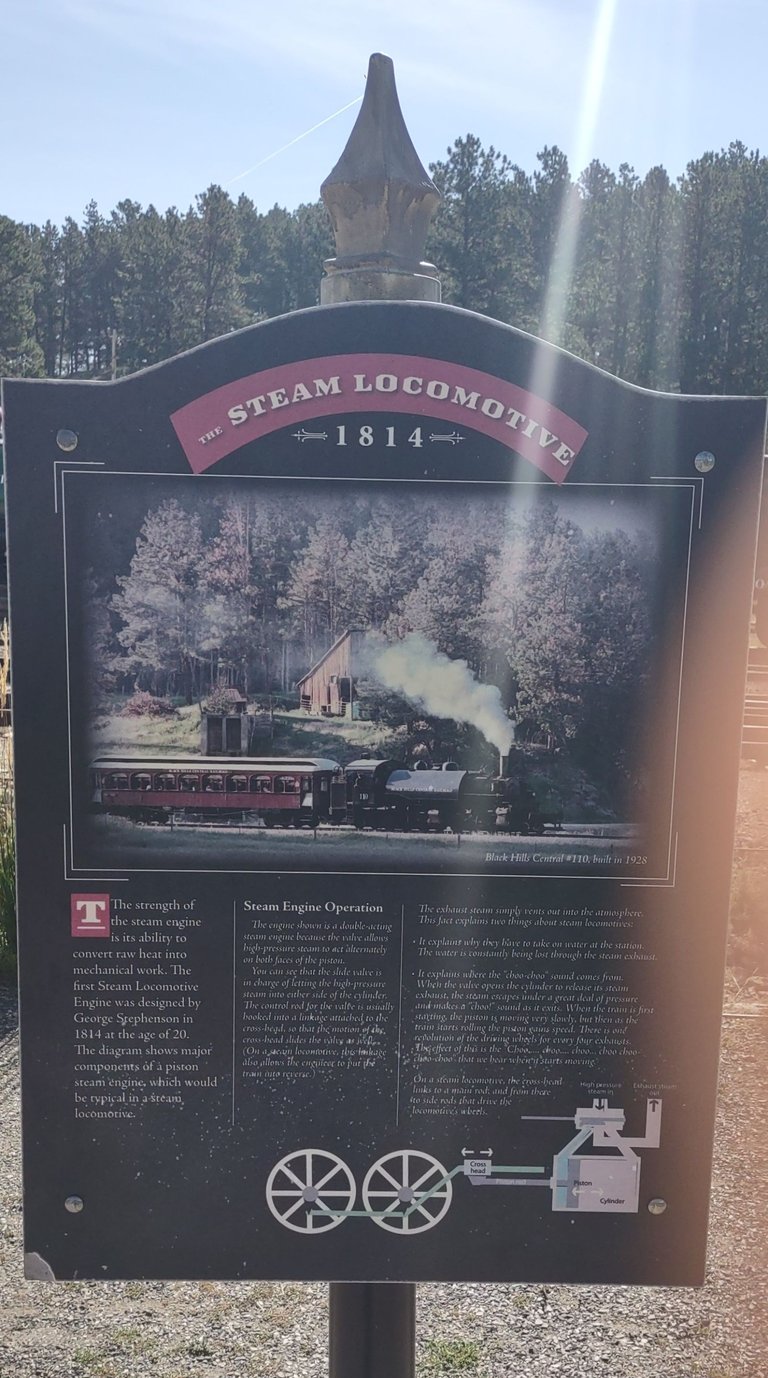 THE STEAM LOCOMOTIVE
1814
BLACK HILLS CENTRAL RAILROAD
110
BLACK HILLS CENTRAL RAILROAD
Black Hills Central #110, built in 1928
The strength of
the steam engine
is its ability to
convert raw heat into
mechanical work. The
first Steam Locomotive
Engine was designed by
George Stephenson in
1814 at the age of 20.
The diagram shows major
components of a piston
steam engine, which would
be typical in a steam
locomotive.
Steam Engine Operation
The engine shown is a double-acting
steam engine because the valve allows
high-pressure steam to act alternately
on both faces of the piston.
You can see that the slide valve is
in charge of letting the high-pressure
steam into either side of the cylinder.
The control rod for the valve is usually
hooked into a linkage attached to the
cross-head, so that the motion of the
cross-head slides the valve as well.
(On a steam locomotive, this linkage
also allows the engineer to put the
train into reverse.)
The exhaust steam simply vents out into the atmosphere.
This fact explains two things about steam locomotives:
· It explains why they have to take on water at the station.
The water is constantly being lost through the steam exhaust.
· It explains where the "choo-choo" sound comes from.
When the valve opens the cylinder to release its steam
exhaust, the steam escapes under a great deal of pressure
and makes a "choo!" sound as it exits. When the train is first
starting, the piston is moving very slowly, but then as the
train starts rolling the piston gains speed. There is one
revolution of the driving wheels for every four exhausts.
The effect of this is the "Choo..... choo.... choo... choo choo-
choo-choo" that we hear when it starts moving.
On a steam locomotive, the cross-head
links to a main rod, and from there
to side rods that drive the
locomotive's wheels.
High pressure
steam in
Exhaust steam
out
Cross
head
Piston rod
Piston
Cylinder